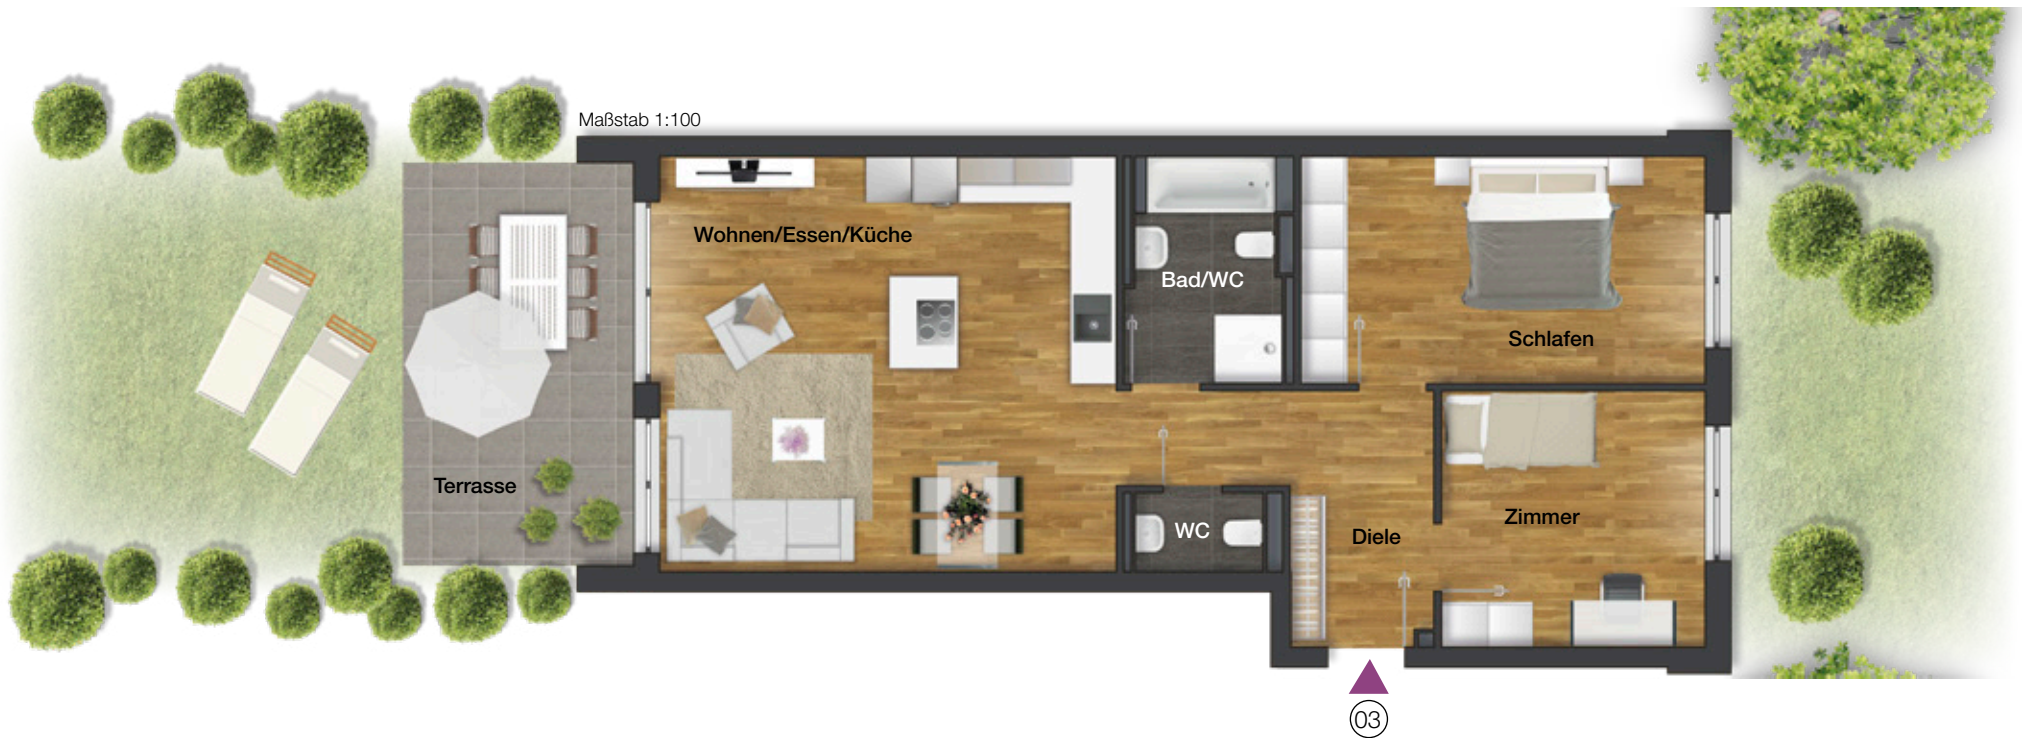 Maßstab 1:100
Wohnen/Essen/Küche
Bad/WC
Schlafen
Terrasse
WC
Diele
Zimmer
03